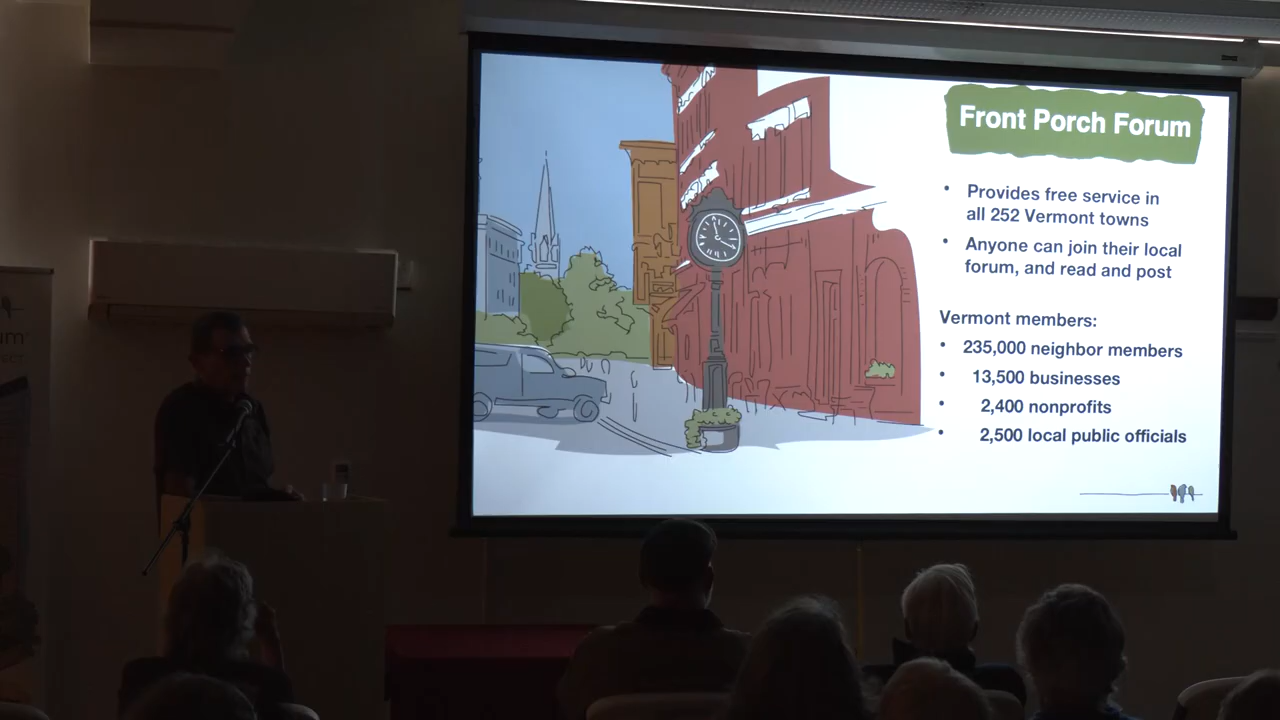 Front Porch Forum
• Provides free service in
all 252 Vermont towns
• Anyone can join their local
forum, and read and post
Vermont members:
• 235,000 neighbor members
• 13,500 businesses
• 2,400 nonprofits
• 2,500 local public officials